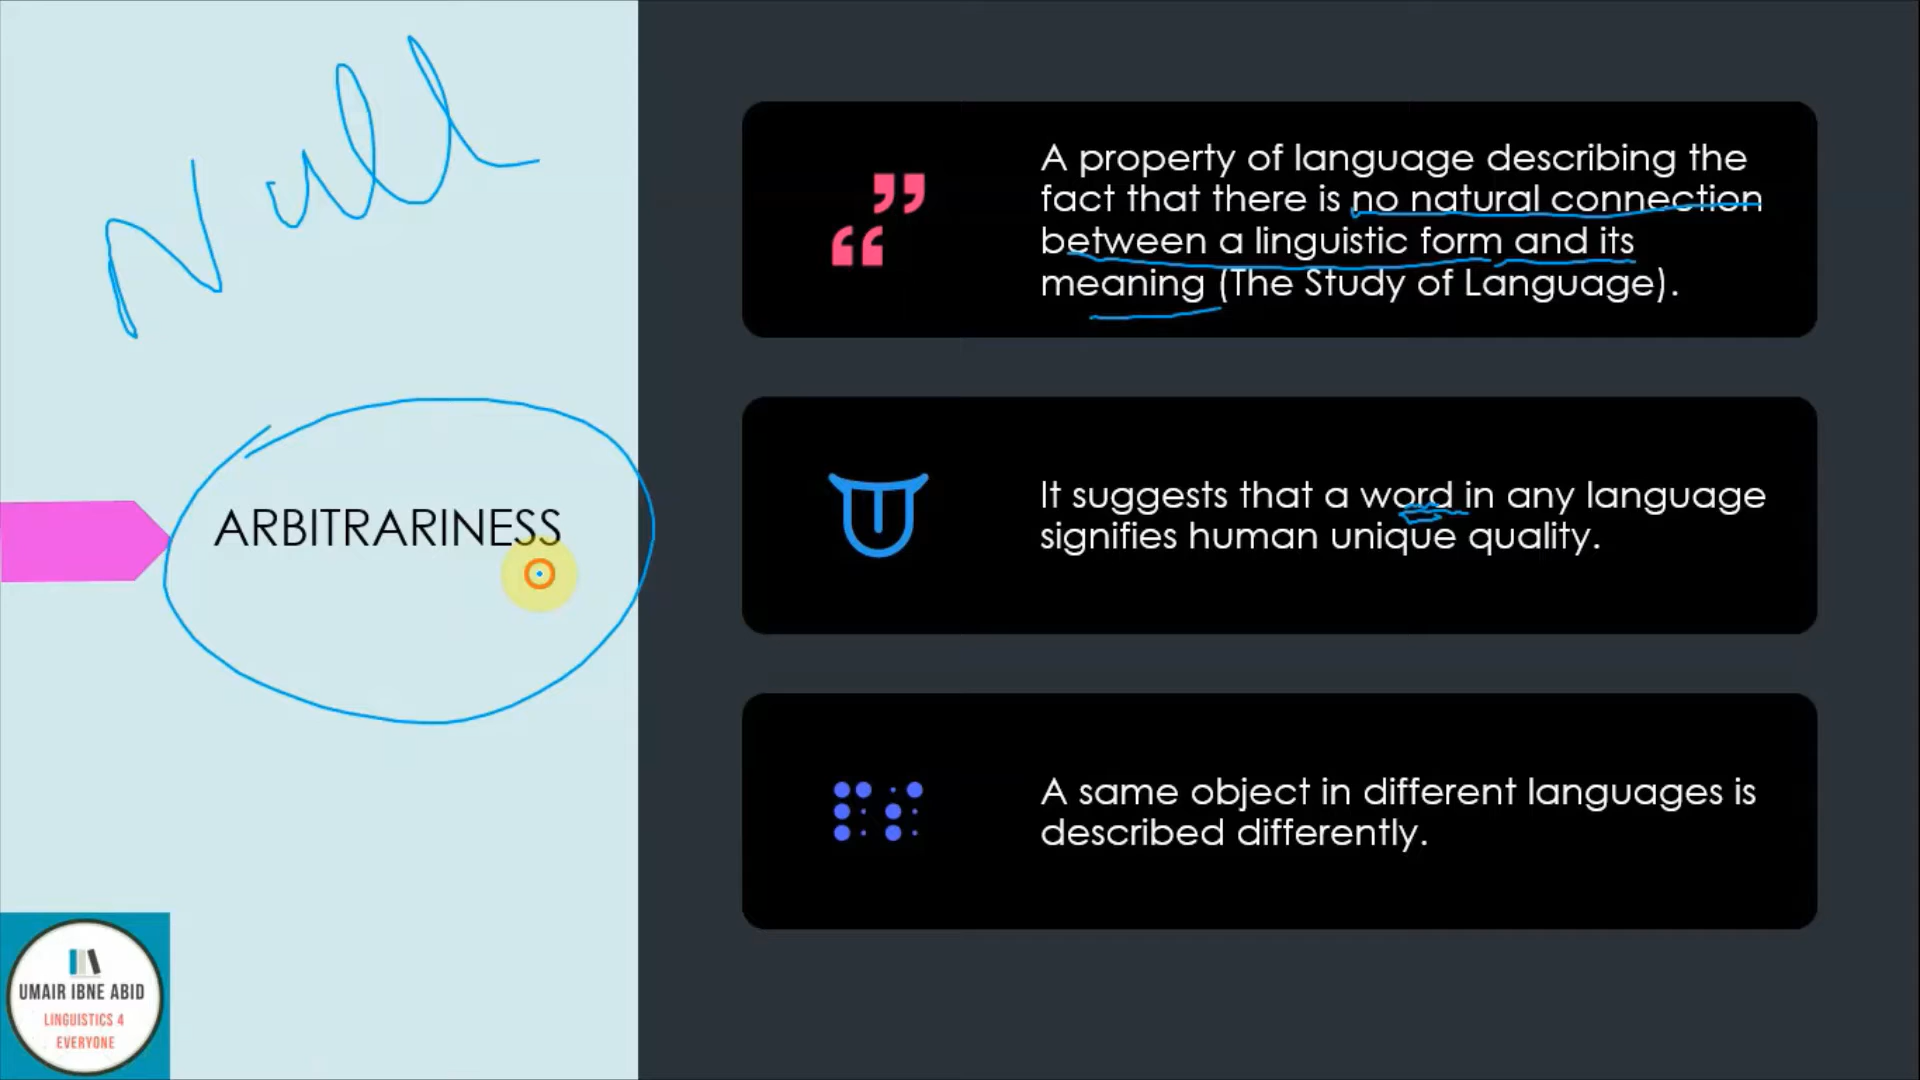 Null
ARBITRARINESS
A property of language describing the
fact that there is no natural connection
between a linguistic form and its
meaning (The Study of Language).
It suggests that a word in any language
signifies human unique quality.
A same object in different languages is
described differently.
UMAIR IBNE ABID
LINGUISTICS 4
EVERYONE